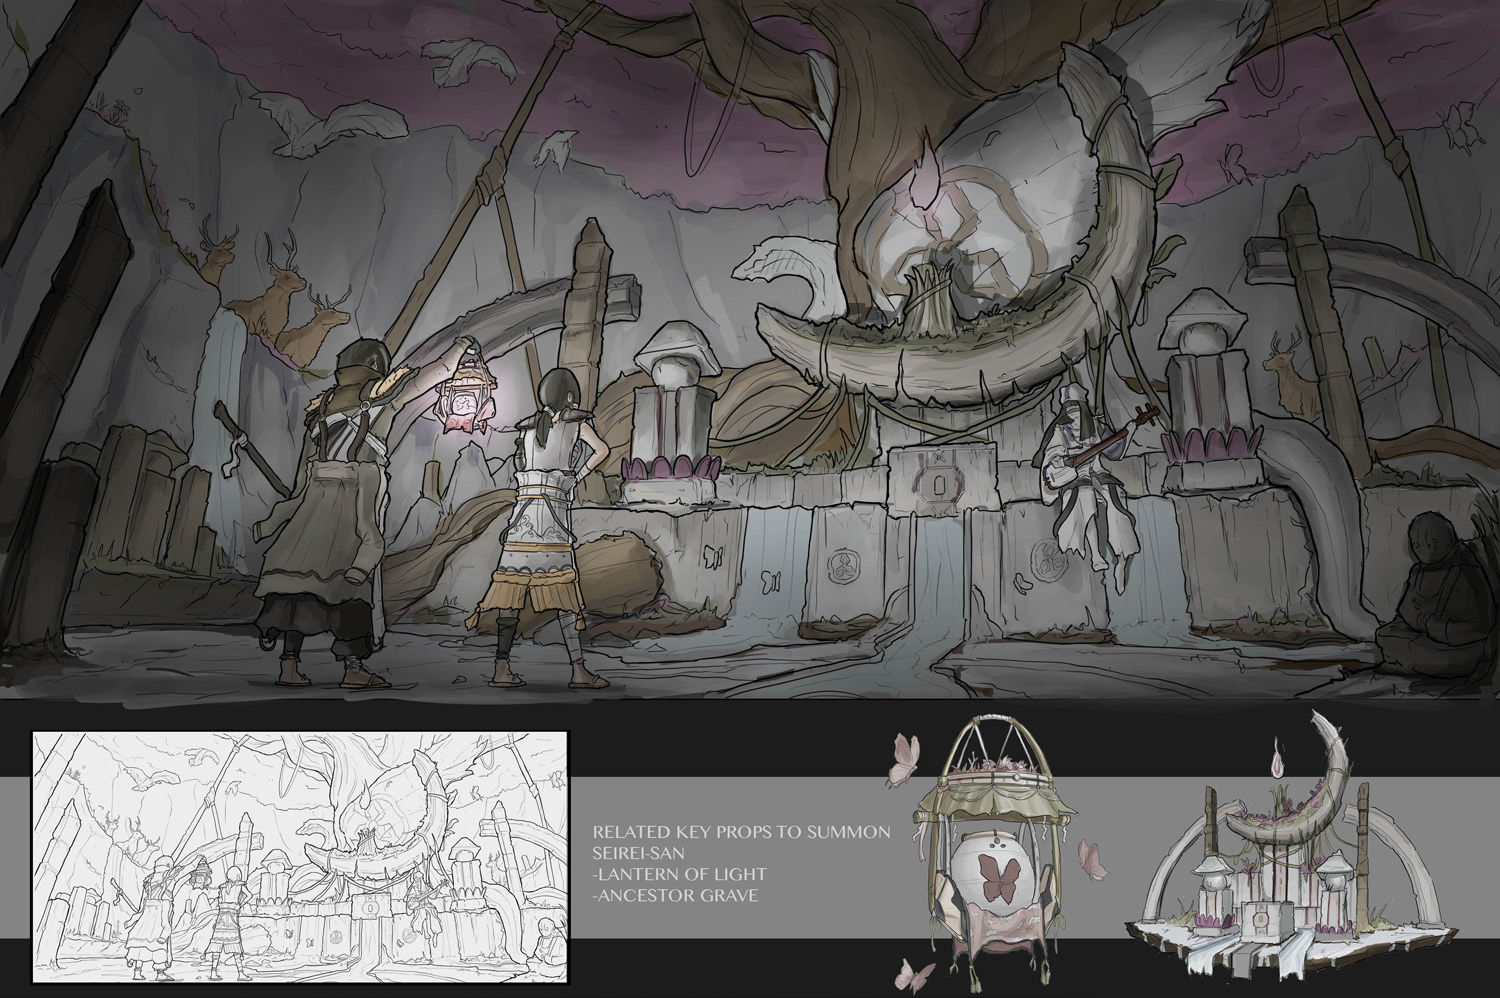 RELATED KEY PROPS TO SUMMON
SEIREI-SAN
-LANTERN OF LIGHT
-ANCESTOR GRAVE